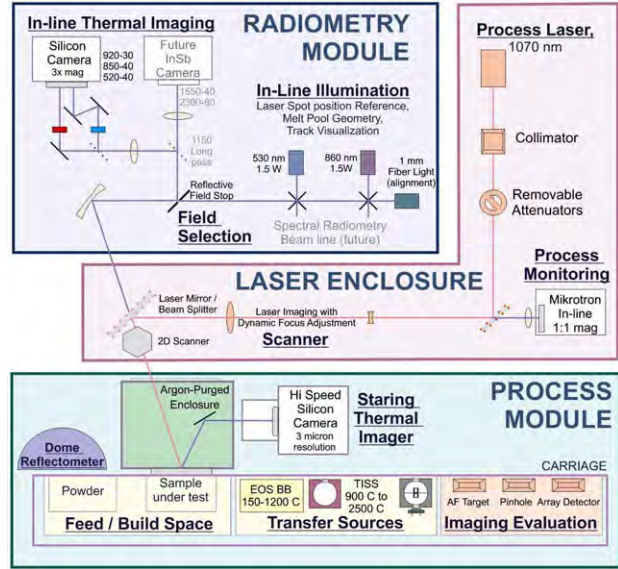 RADIOMETRY
MODULE
In-line Thermal Imaging
Silicon
Camera
3x mag
920-30
850-40
520-40
Future
InSb
Camera
1550-40
2300-80
1150
Long
pass
In-Line Illumination
Laser Spot position Reference,
Melt Pool Geometry,
Track Visualization
530 nm
1.5 W
860 nm
1.5W
1 mm
Fiber Light
(alignment)
Reflective
Field Stop
Field
Selection
Spectral Radiometry
Beam line (future)
Process Laser,
1070 nm
Collimator
Removable
Attenuators
LASER ENCLOSURE
Process
Monitoring
Mikrotron
In-line
1:1 mag
Laser Mirror /
Beam Splitter
2D Scanner
Laser Imaging with
Dynamic Focus Adjustment
Scanner
PROCESS
MODULE
Argon-Purged
Enclosure
Hi Speed
Silicon
Camera
3 micron
resolution
Staring
Thermal
Imager
Dome
Reflectometer
CARRIAGE
Powder
Sample
under test
Feed / Build Space
EOS BB
150-1200 C
TISS
900 C to
2500 C
Transfer Sources
AF Target
Pinhole
Array Detector
Imaging Evaluation